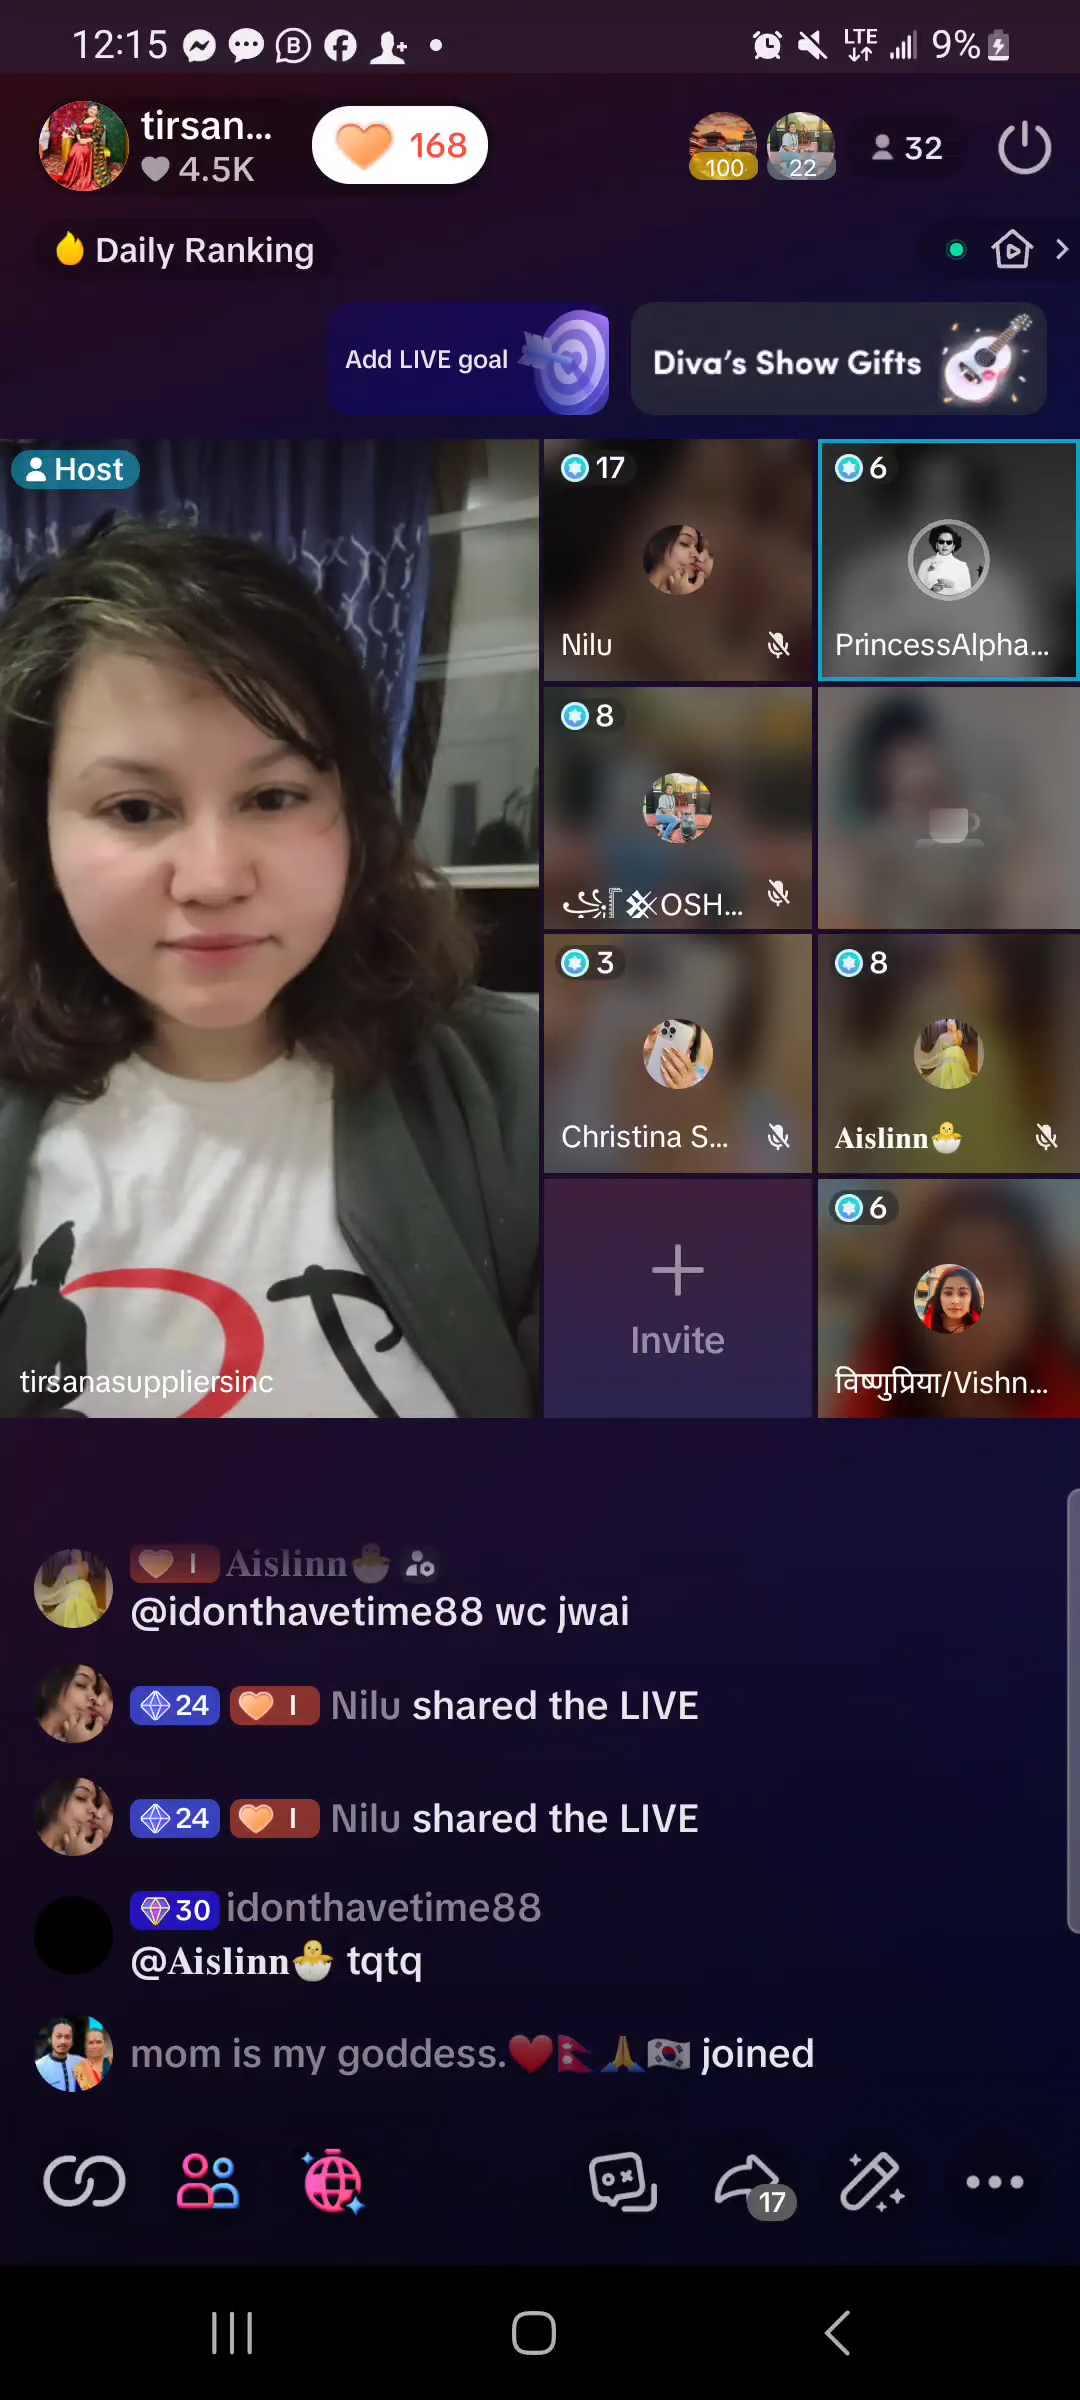 12:15
LTE
9%
tirsan...
4.5K
168
100
22
32
Daily Ranking
Add LIVE goal
Diva's Show Gifts
Host
17
Nilu
6
PrincessAlpha...
8
OSH...
3
Christina S...
8
Aislinn🐣
Invite
6
विष्णुप्रिया/Vishn...
tirsanasuppliersinc
I Aislinn🐣
@idonthavetime88 wc jwai
24 I Nilu shared the LIVE
24 I Nilu shared the LIVE
30 idonthavetime88
@Aislinn🐣 tqtq
mom is my goddess.❤️🇳🇵🙏🇰🇷 joined
17